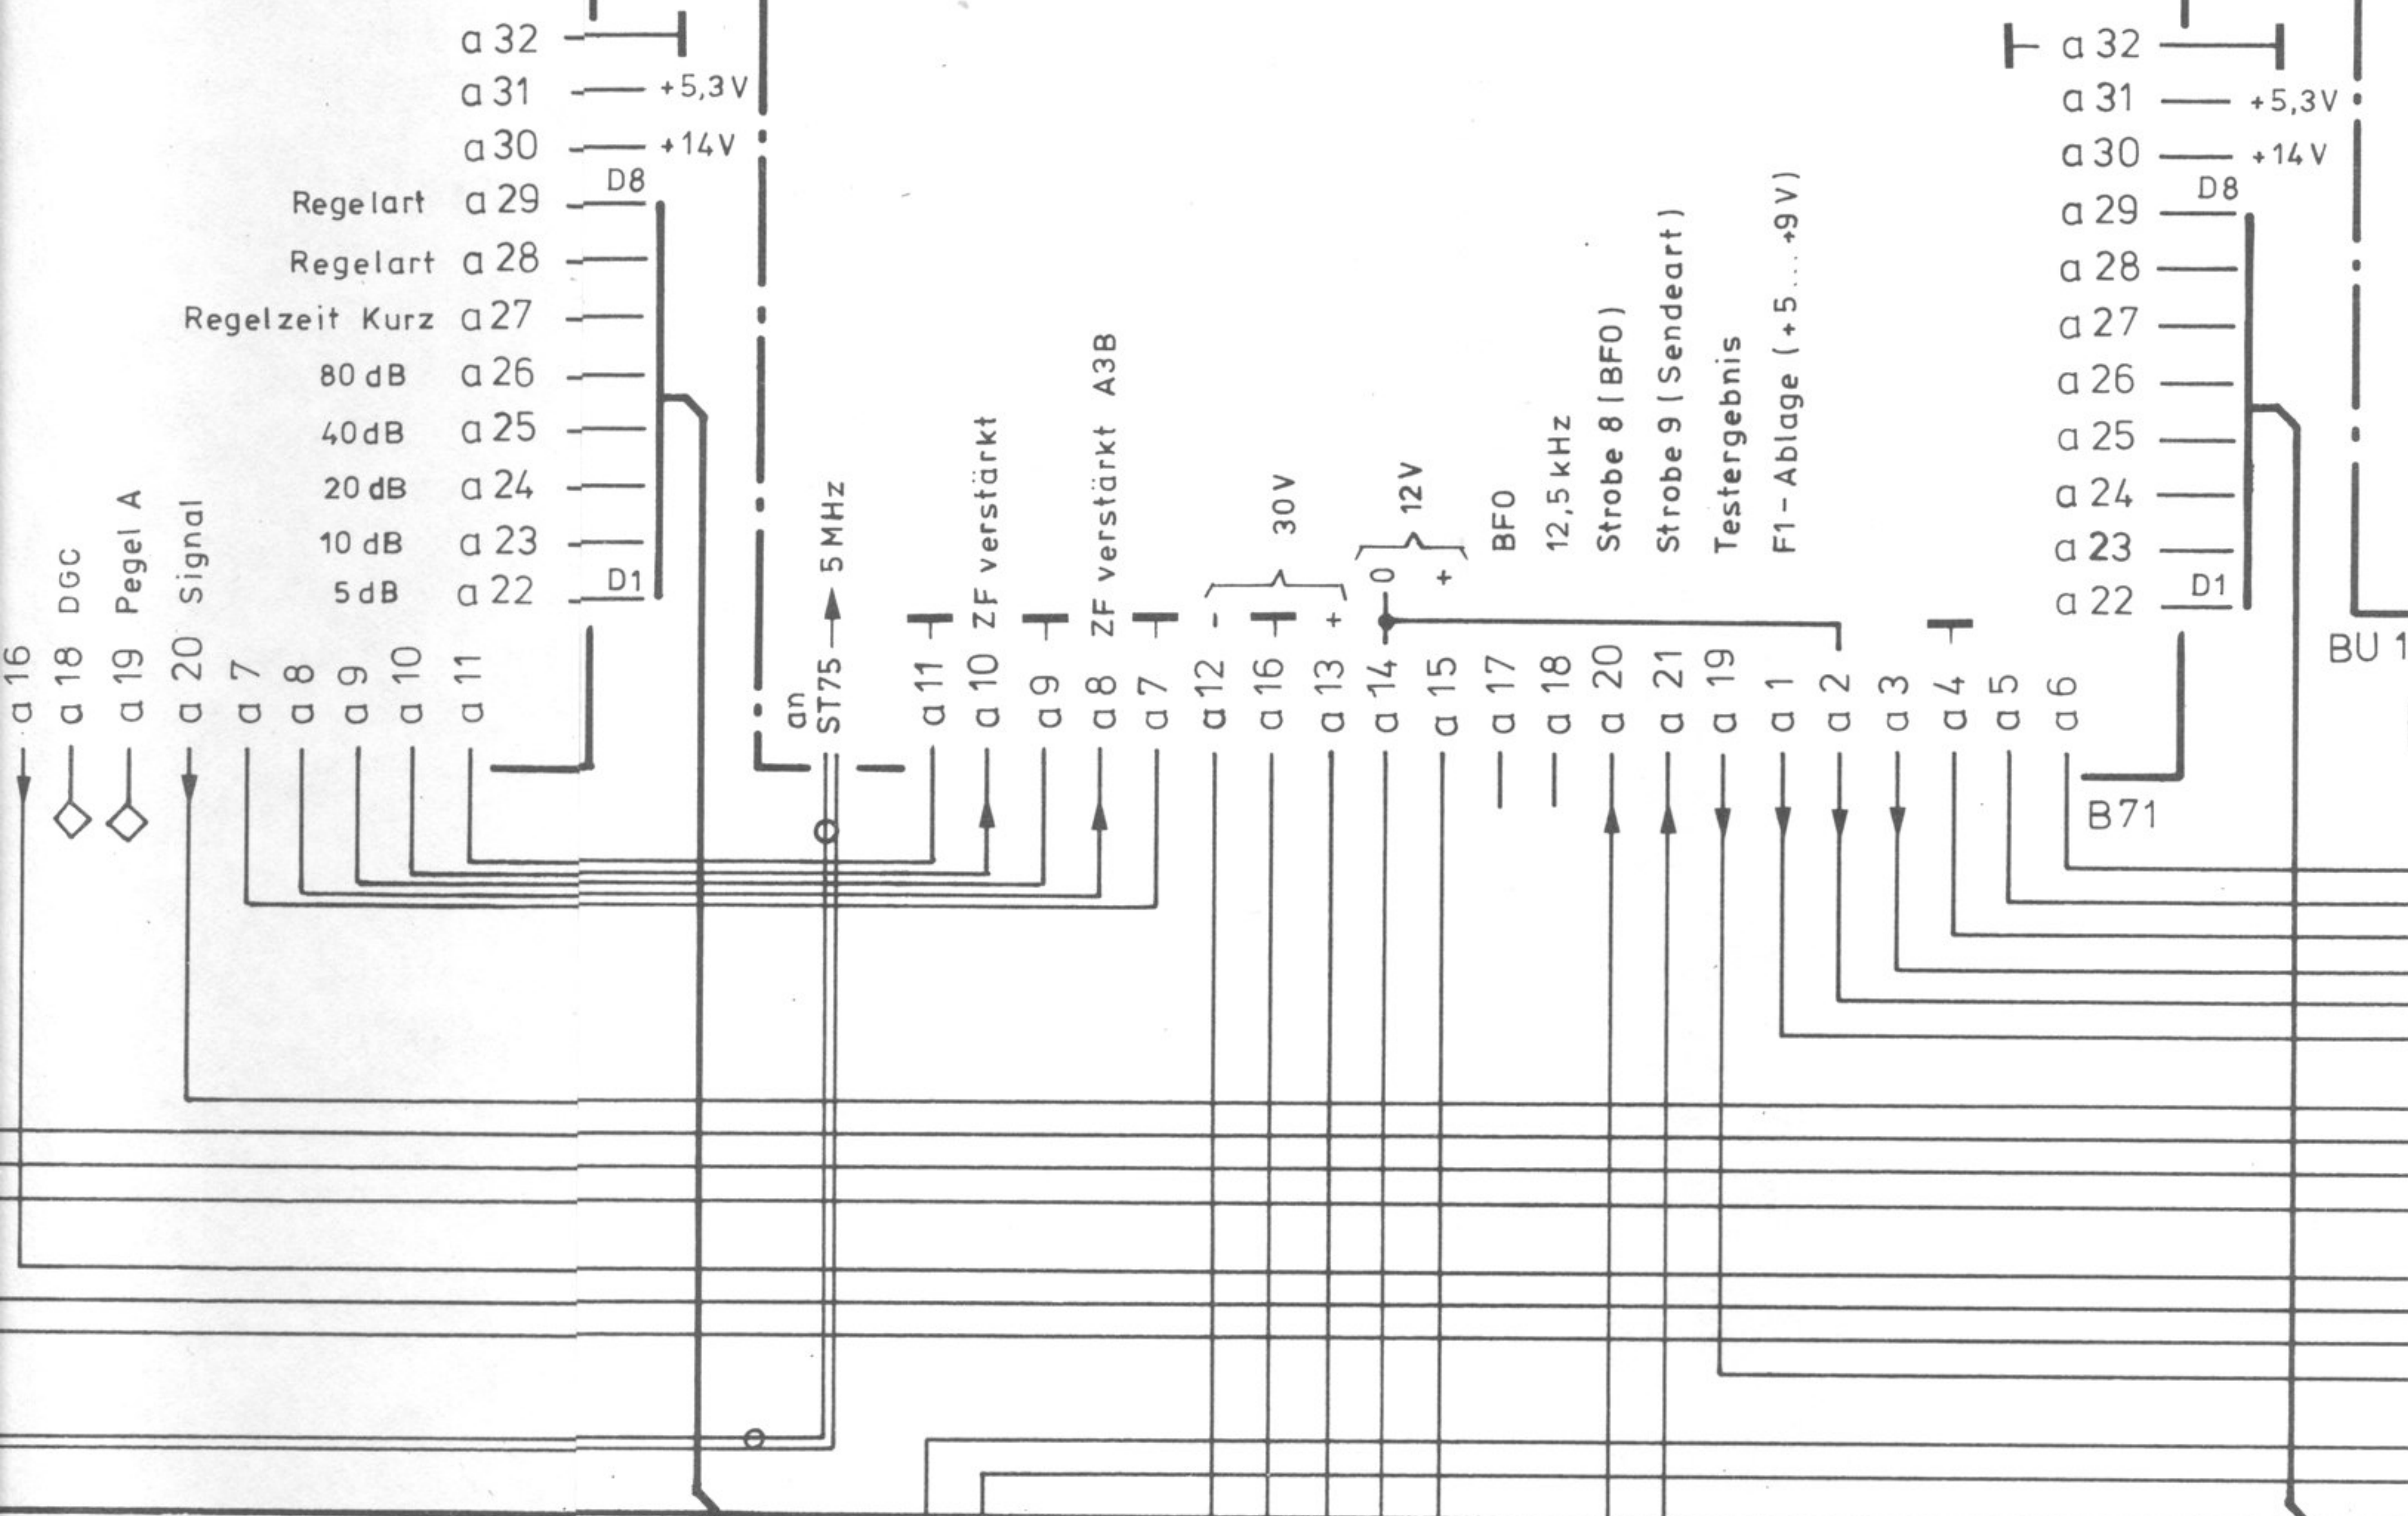 a 32
a 31 +5,3V
a 30 +14V
D8
Regelart a 29
Regelart a 28
Regelzeit Kurz a 27
80 dB a 26
40 dB a 25
20 dB a 24
10 dB a 23
5 dB a 22
D1
a 16
a 18 DGC
a 19 Pegel A
a 20 Signal
a 7
a 8
a 9
a 10
a 11
an
ST75 5 MHz
a 11
a 10 ZF verstärkt
a 9
a 8 ZF verstärkt A3B
a 7
a 12 -
a 16
30V
a 13 +
a 14 0
12V
a 15 +
a 17 BFO
a 18 12,5 kHz
a 20 Strobe 8 (BFO)
a 21 Strobe 9 (Sendeart)
a 19 Testergebnis
a 1 F1-Ablage (+5...+9V)
a 2
a 3
a 4
a 5
a 6
a 32
a 31 +5,3V
a 30 +14V
D8
a 29
a 28
a 27
a 26
a 25
a 24
a 23
a 22
D1
B71
BU 1